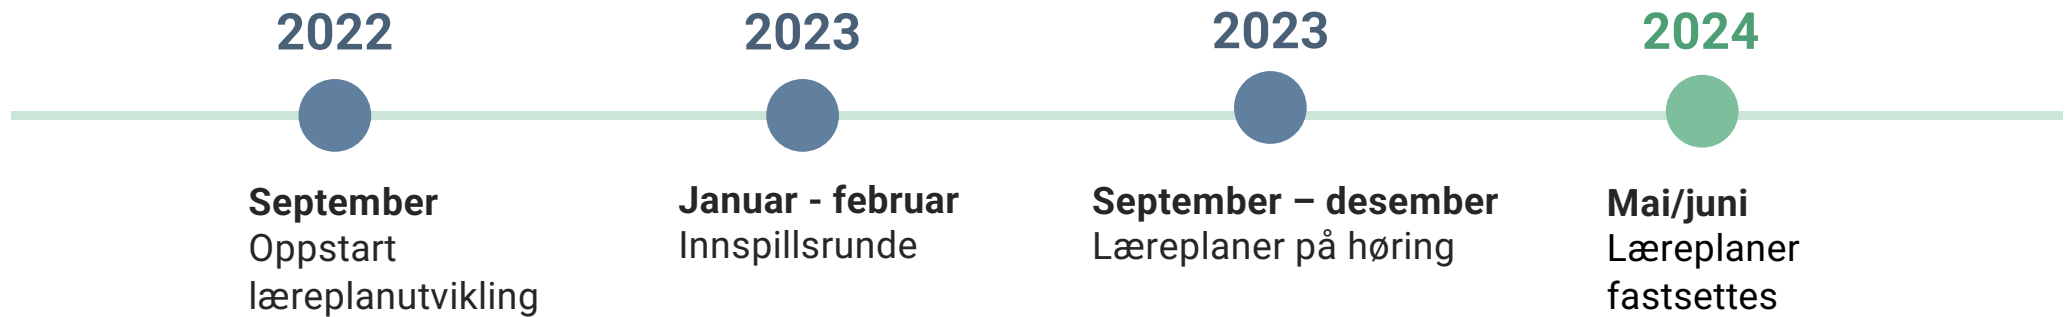 2022
September
Oppstart
læreplanutvikling
2023
Januar - februar
Innspillsrunde
2023
September – desember
Læreplaner på høring
2024
Mai/juni
Læreplaner
fastsettes